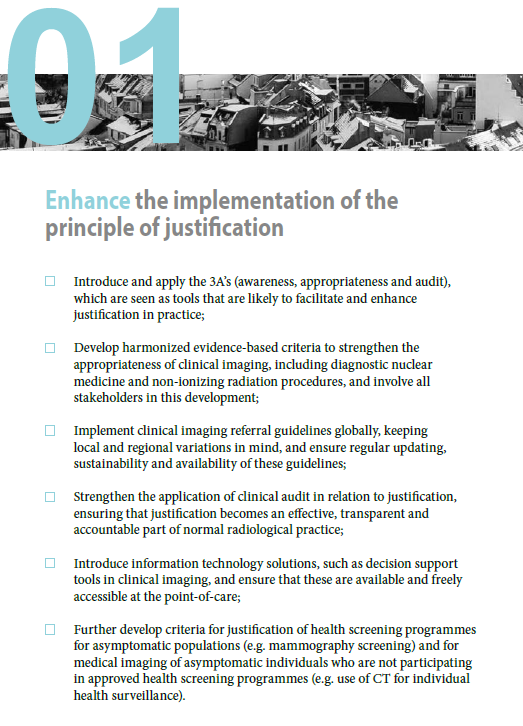 01
Enhance the implementation of the
principle of justification
Introduce and apply the 3A's (awareness, appropriateness and audit),
which are seen as tools that are likely to facilitate and enhance
justification in practice;
Develop harmonized evidence-based criteria to strengthen the
appropriateness of clinical imaging, including diagnostic nuclear
medicine and non-ionizing radiation procedures, and involve all
stakeholders in this development;
Implement clinical imaging referral guidelines globally, keeping
local and regional variations in mind, and ensure regular updating,
sustainability and availability of these guidelines;
Strengthen the application of clinical audit in relation to justification,
ensuring that justification becomes an effective, transparent and
accountable part of normal radiological practice;
Introduce information technology solutions, such as decision support
tools in clinical imaging, and ensure that these are available and freely
accessible at the point-of-care;
Further develop criteria for justification of health screening programmes
for asymptomatic populations (e.g. mammography screening) and for
medical imaging of asymptomatic individuals who are not participating
in approved health screening programmes (e.g. use of CT for individual
health surveillance).